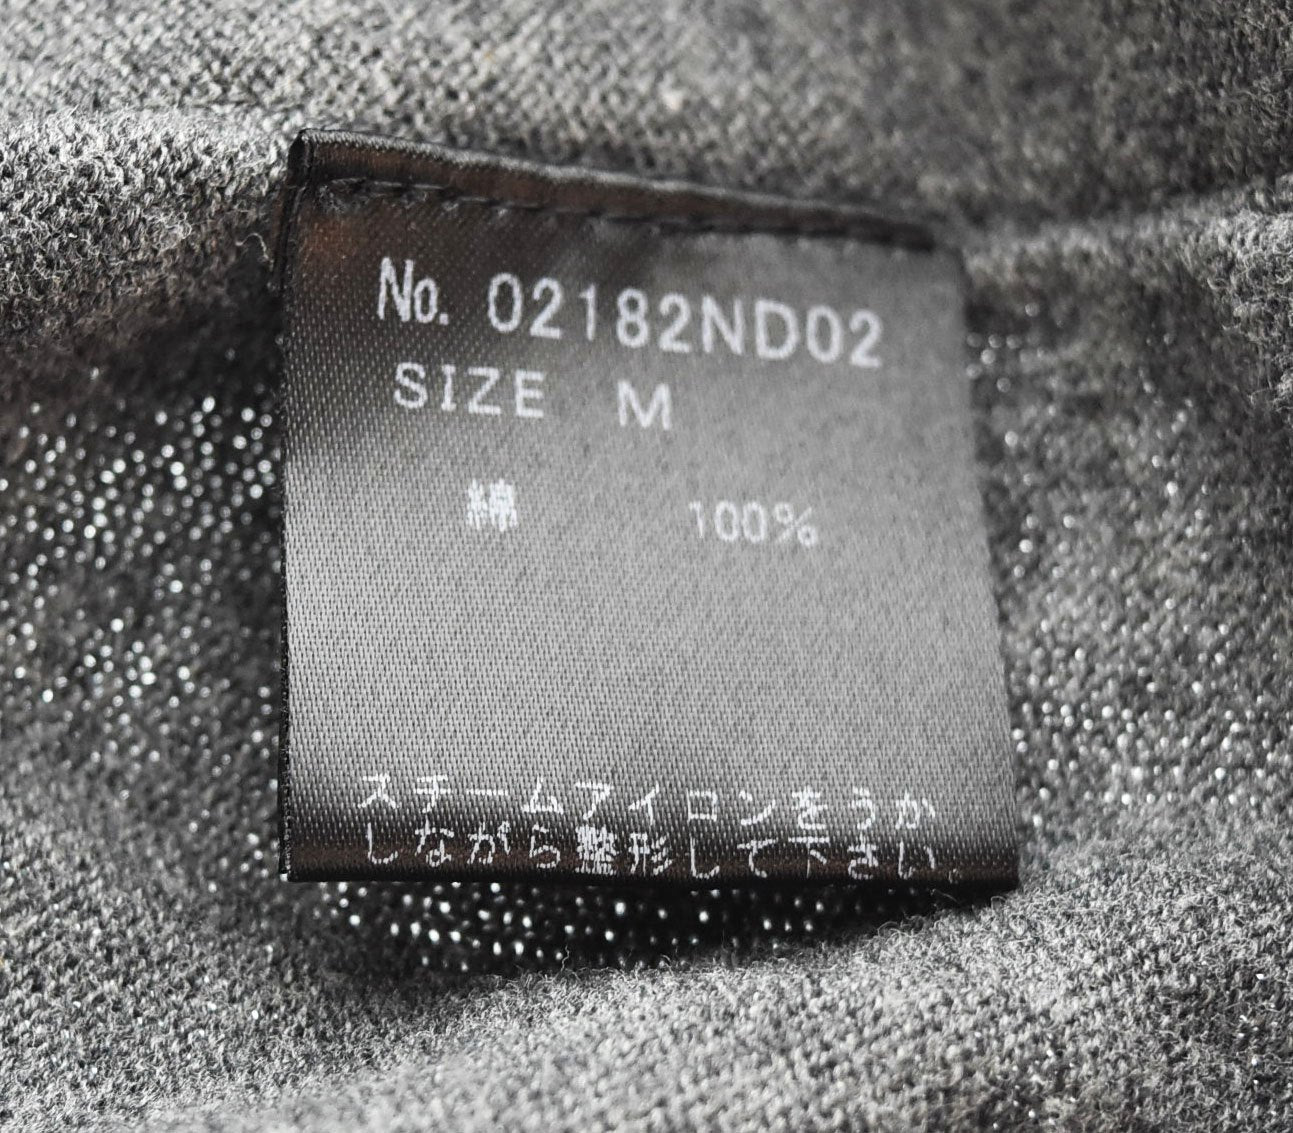 No. 02182ND02
SIZE M
綿 100%
スチームアイロンをうか
しながら整形して下さい。